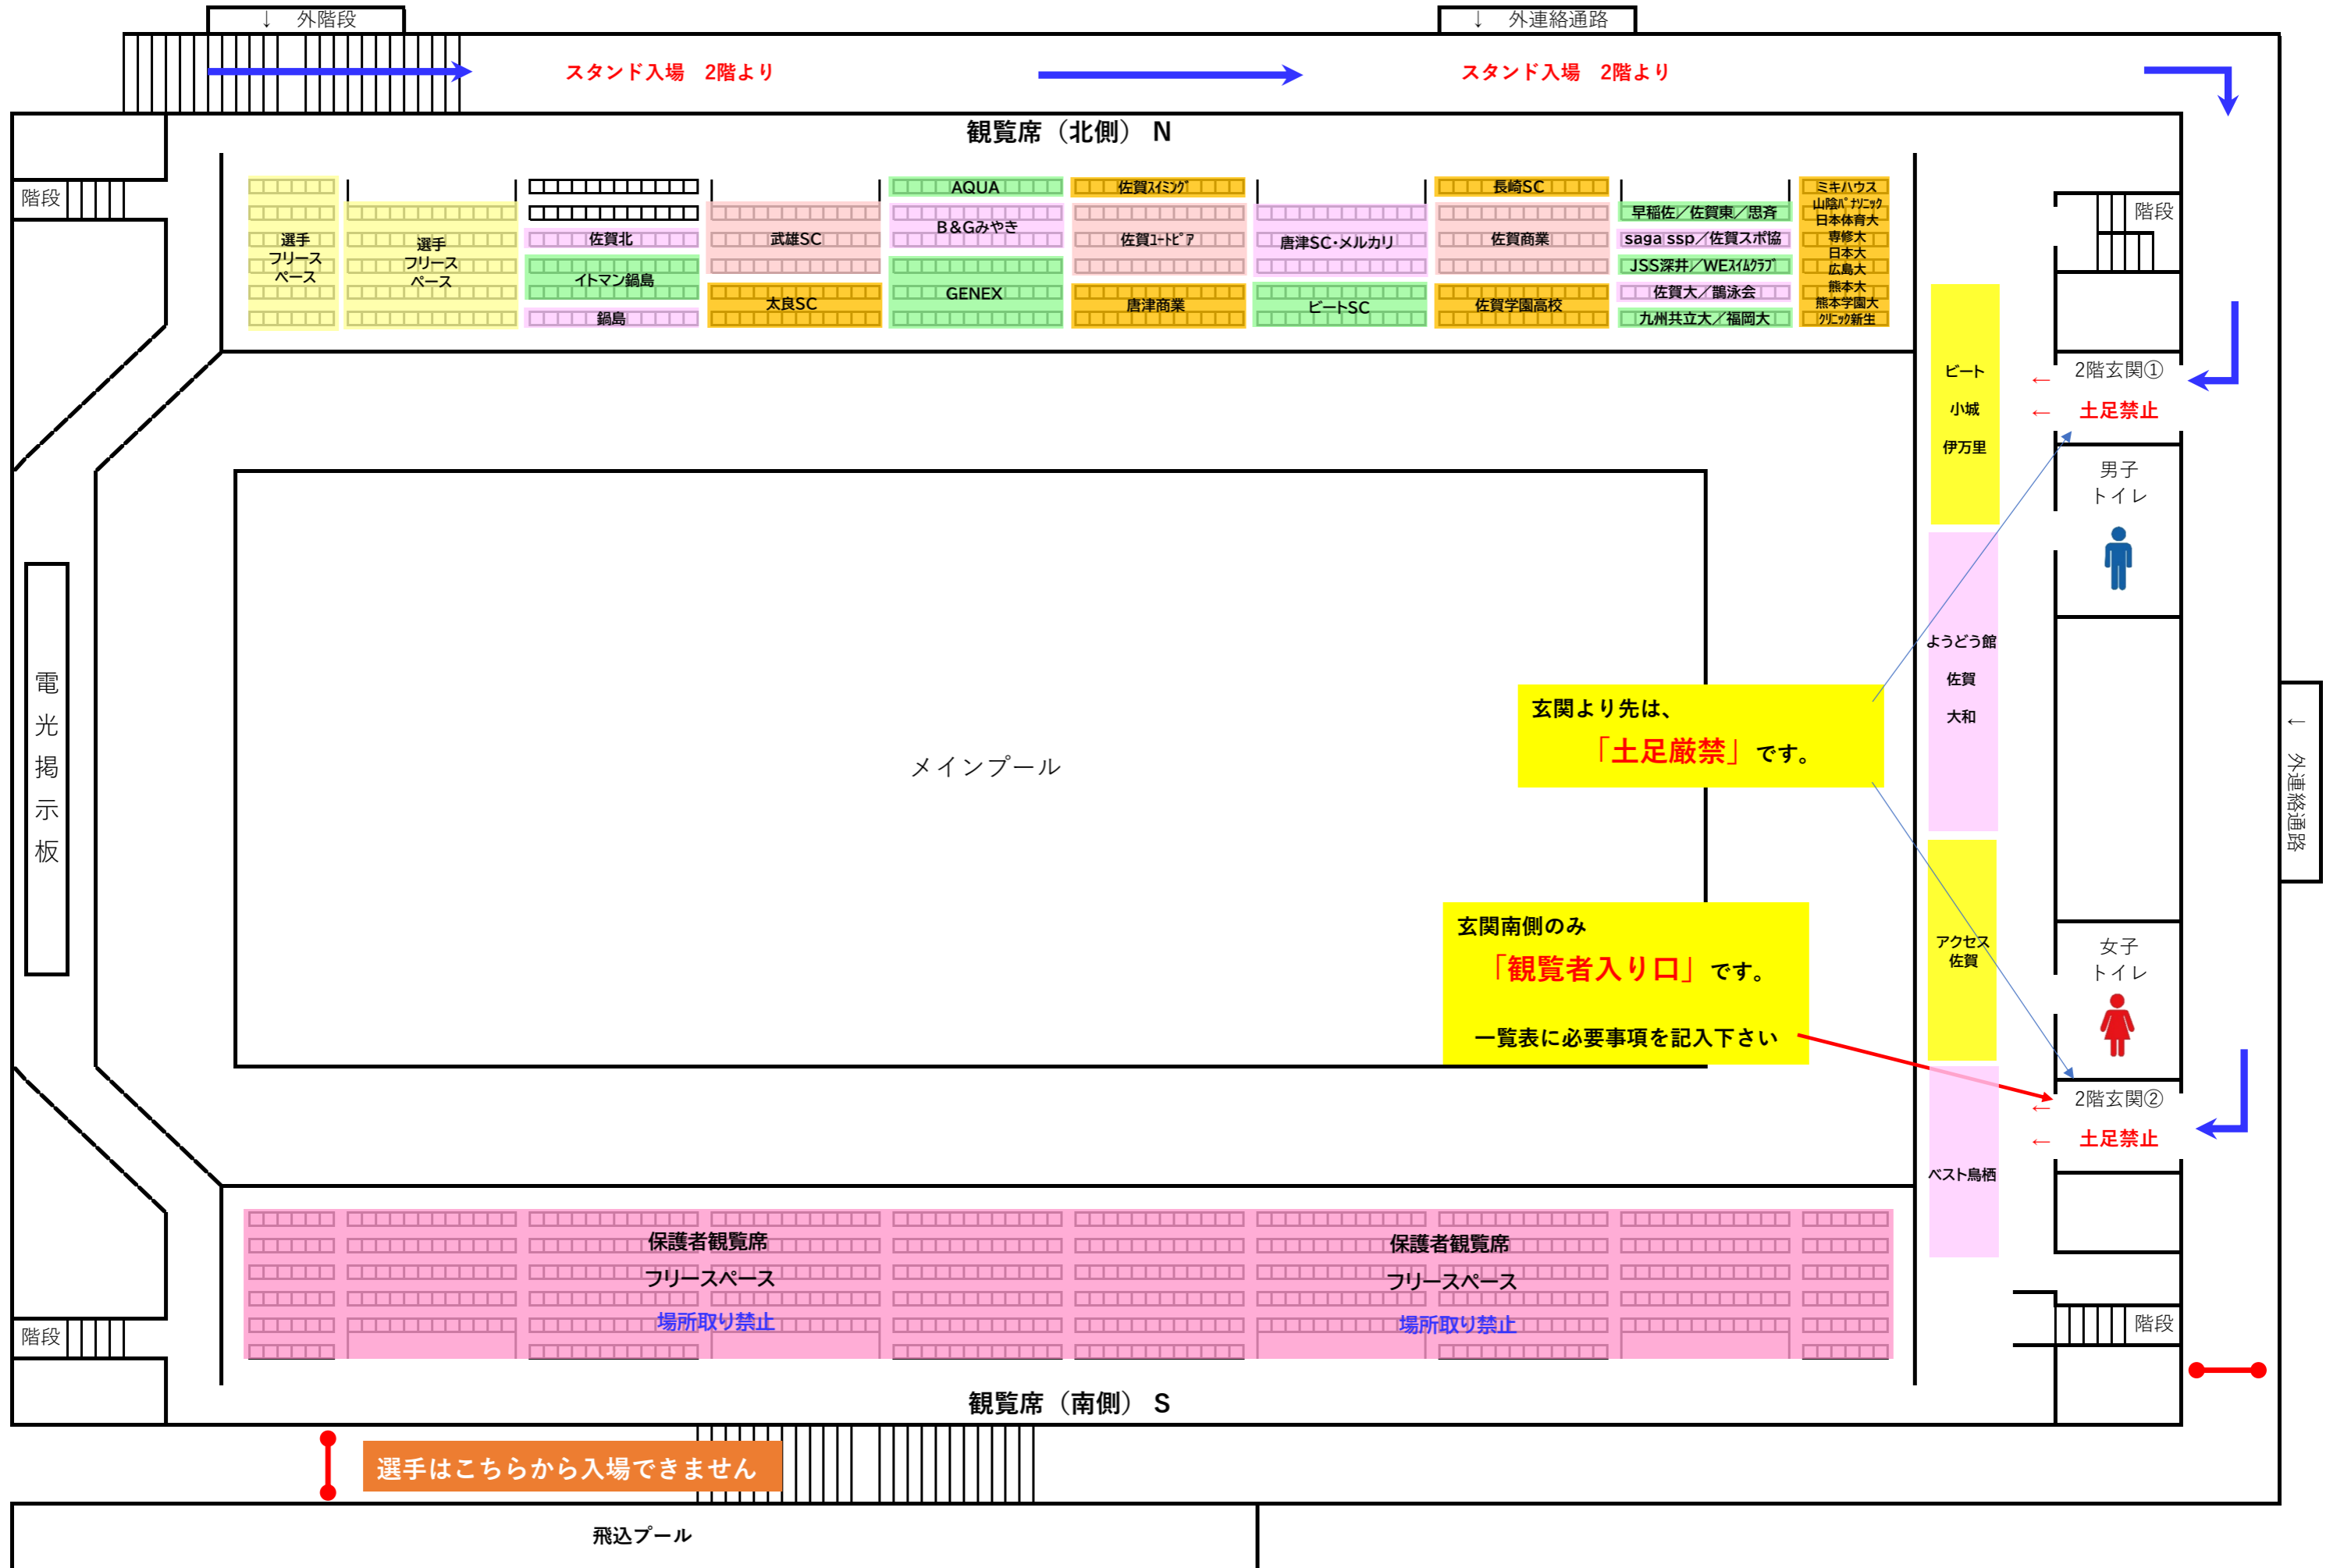 ↓ 外階段
↓ 外連絡通路
スタンド入場 2階より
スタンド入場 2階より
観覧席（北側） N
階段
階段
選手
フリース
ペース
選手
フリース
ペース
佐賀北
イトマン鍋島
鍋島
武雄SC
太良SC
AQUA
B&Gみやき
GENEX
佐賀ｽｲﾐﾝｸﾞ
佐賀ﾕｰﾄﾋﾟｱ
唐津商業
唐津SC・メルカリ
ビートSC
長崎SC
佐賀商業
佐賀学園高校
早稲佐／佐賀東／思斉
saga ssp／佐賀スポ協
JSS深井／WEｽｲﾑｸﾗﾌﾞ
佐賀大／鵲泳会
九州共立大／福岡大
ミキハウス
山陰ﾊﾟﾅｿﾆｯｸ
日本体育大
専修大
日本大
広島大
熊本大
熊本学園大
ｸﾘﾆｯｸ新生
ビート
小城
伊万里
← 2階玄関①
← 土足禁止
男子
トイレ
ようどう館
佐賀
大和
電光掲示板
メインプール
玄関より先は、
「土足厳禁」です。
← 外連絡通路
玄関南側のみ
「観覧者入り口」です。
一覧表に必要事項を記入下さい
アクセス
佐賀
女子
トイレ
← 2階玄関②
← 土足禁止
ベスト鳥栖
保護者観覧席
フリースペース
場所取り禁止
保護者観覧席
フリースペース
場所取り禁止
階段
階段
観覧席（南側） S
選手はこちらから入場できません
飛込プール